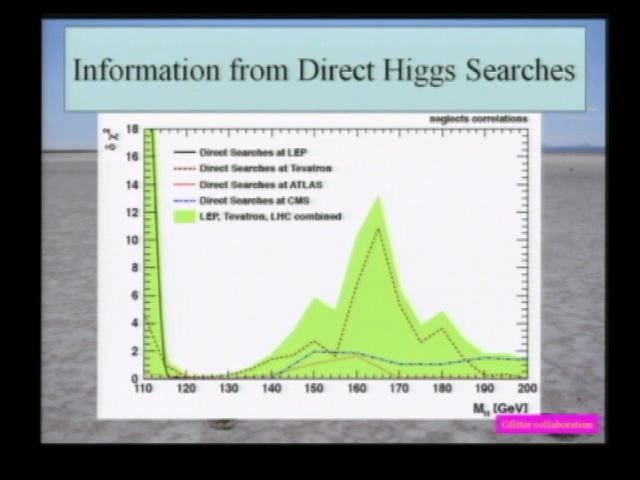 Information from Direct Higgs Searches
neglects correlations
δ χ²
18
16
14
12
10
8
6
4
2
0
Direct Searches at LEP
Direct Searches at Tevatron
Direct Searches at ATLAS
Direct Searches at CMS
LEP, Tevatron, LHC combined
110 120 130 140 150 160 170 180 190 200
M_H [GeV]
Gfitter collaboration